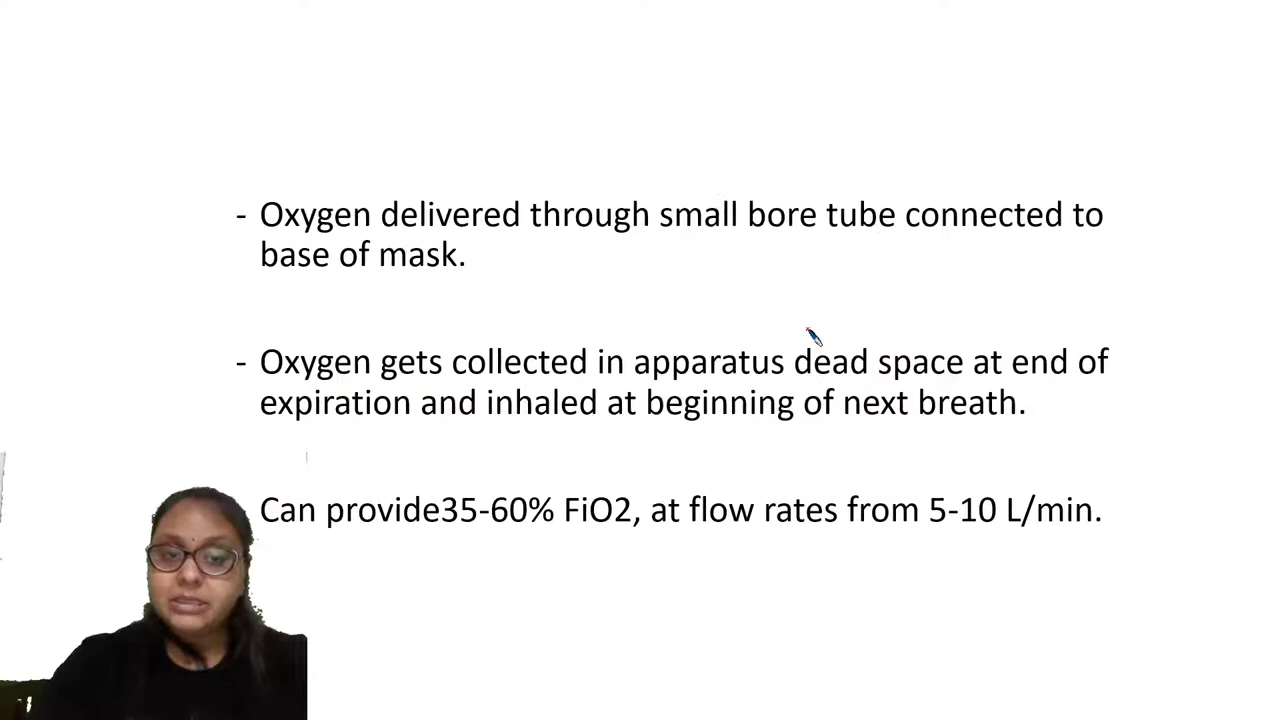 - Oxygen delivered through small bore tube connected to
base of mask.
- Oxygen gets collected in apparatus dead space at end of
expiration and inhaled at beginning of next breath.
Can provide35-60% FiO2, at flow rates from 5-10 L/min.